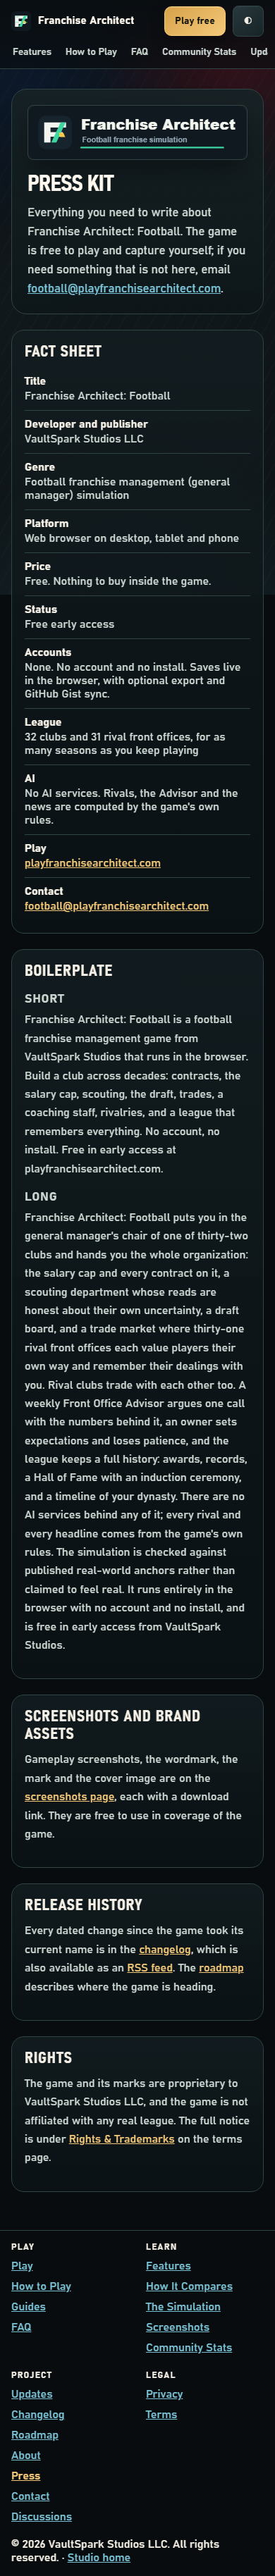 Franchise Architect
Play free
Features
How to Play
FAQ
Community Stats
Upd
Franchise Architect
Football franchise simulation
PRESS KIT
Everything you need to write about
Franchise Architect: Football. The game
is free to play and capture yourself; if you
need something that is not here, email
football@playfranchisearchitect.com.
FACT SHEET
Title
Franchise Architect: Football
Developer and publisher
VaultSpark Studios LLC
Genre
Football franchise management (general
manager) simulation
Platform
Web browser on desktop, tablet and phone
Price
Free. Nothing to buy inside the game.
Status
Free early access
Accounts
None. No account and no install. Saves live
in the browser, with optional export and
GitHub Gist sync.
League
32 clubs and 31 rival front offices, for as
many seasons as you keep playing
AI
No AI services. Rivals, the Advisor and the
news are computed by the game's own
rules.
Play
playfranchisearchitect.com
Contact
football@playfranchisearchitect.com
BOILERPLATE
SHORT
Franchise Architect: Football is a football
franchise management game from
VaultSpark Studios that runs in the browser.
Build a club across decades: contracts, the
salary cap, scouting, the draft, trades, a
coaching staff, rivalries, and a league that
remembers everything. No account, no
install. Free in early access at
playfranchisearchitect.com.
LONG
Franchise Architect: Football puts you in the
general manager's chair of one of thirty-two
clubs and hands you the whole organization:
the salary cap and every contract on it, a
scouting department whose reads are
honest about their own uncertainty, a draft
board, and a trade market where thirty-one
rival front offices each value players their
own way and remember their dealings with
you. Rival clubs trade with each other too. A
weekly Front Office Advisor argues one call
with the numbers behind it, an owner sets
expectations and loses patience, and the
league keeps a full history: awards, records,
a Hall of Fame with an induction ceremony,
and a timeline of your dynasty. There are no
AI services behind any of it; every rival and
every headline comes from the game's own
rules. The simulation is checked against
published real-world anchors rather than
claimed to feel real. It runs entirely in the
browser with no account and no install, and
is free in early access from VaultSpark
Studios.
SCREENSHOTS AND BRAND
ASSETS
Gameplay screenshots, the wordmark, the
mark and the cover image are on the
screenshots page, each with a download
link. They are free to use in coverage of the
game.
RELEASE HISTORY
Every dated change since the game took its
current name is in the changelog, which is
also available as an RSS feed. The roadmap
describes where the game is heading.
RIGHTS
The game and its marks are proprietary to
VaultSpark Studios LLC, and the game is not
affiliated with any real league. The full notice
is under Rights & Trademarks on the terms
page.
PLAY
Play
How to Play
Guides
FAQ
LEARN
Features
How It Compares
The Simulation
Screenshots
Community Stats
PROJECT
Updates
Changelog
Roadmap
About
Press
Contact
Discussions
LEGAL
Privacy
Terms
© 2026 VaultSpark Studios LLC. All rights
reserved. · Studio home